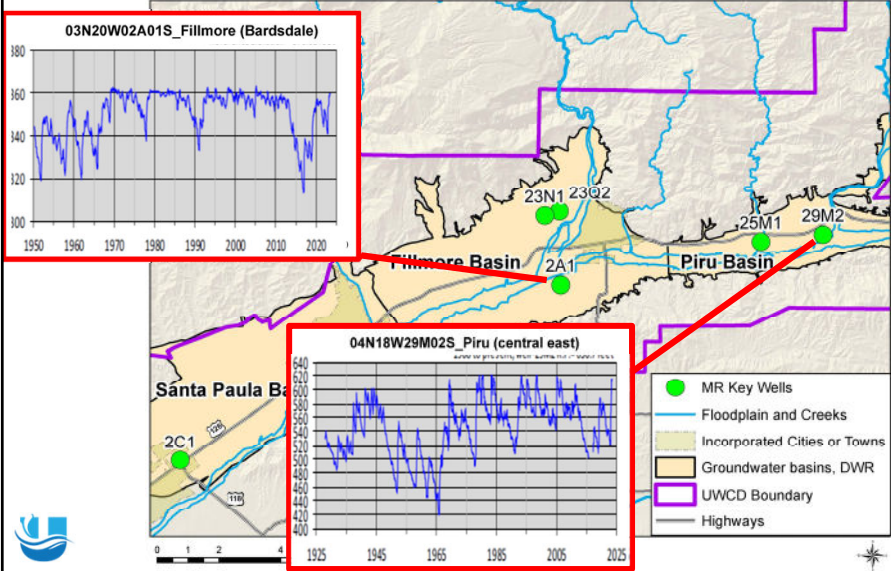 03N20W02A01S_Fillmore (Bardsdale)
380
360
340
320
300
1950 1960 1970 1980 1990 2000 2010 2020
23N1 23Q2
25M1 29M2
Fillmore Basin
2A1
Piru Basin
04N18W29M02S_Piru (central east)
640
620
600
580
560
540
520
500
480
460
440
420
400
1925 1945 1965 1985 2005 2025
Santa Paula Ba
126
2C1
118
0 1 2 4
MR Key Wells
Floodplain and Creeks
Incorporated Cities or Towns
Groundwater basins, DWR
UWCD Boundary
Highways